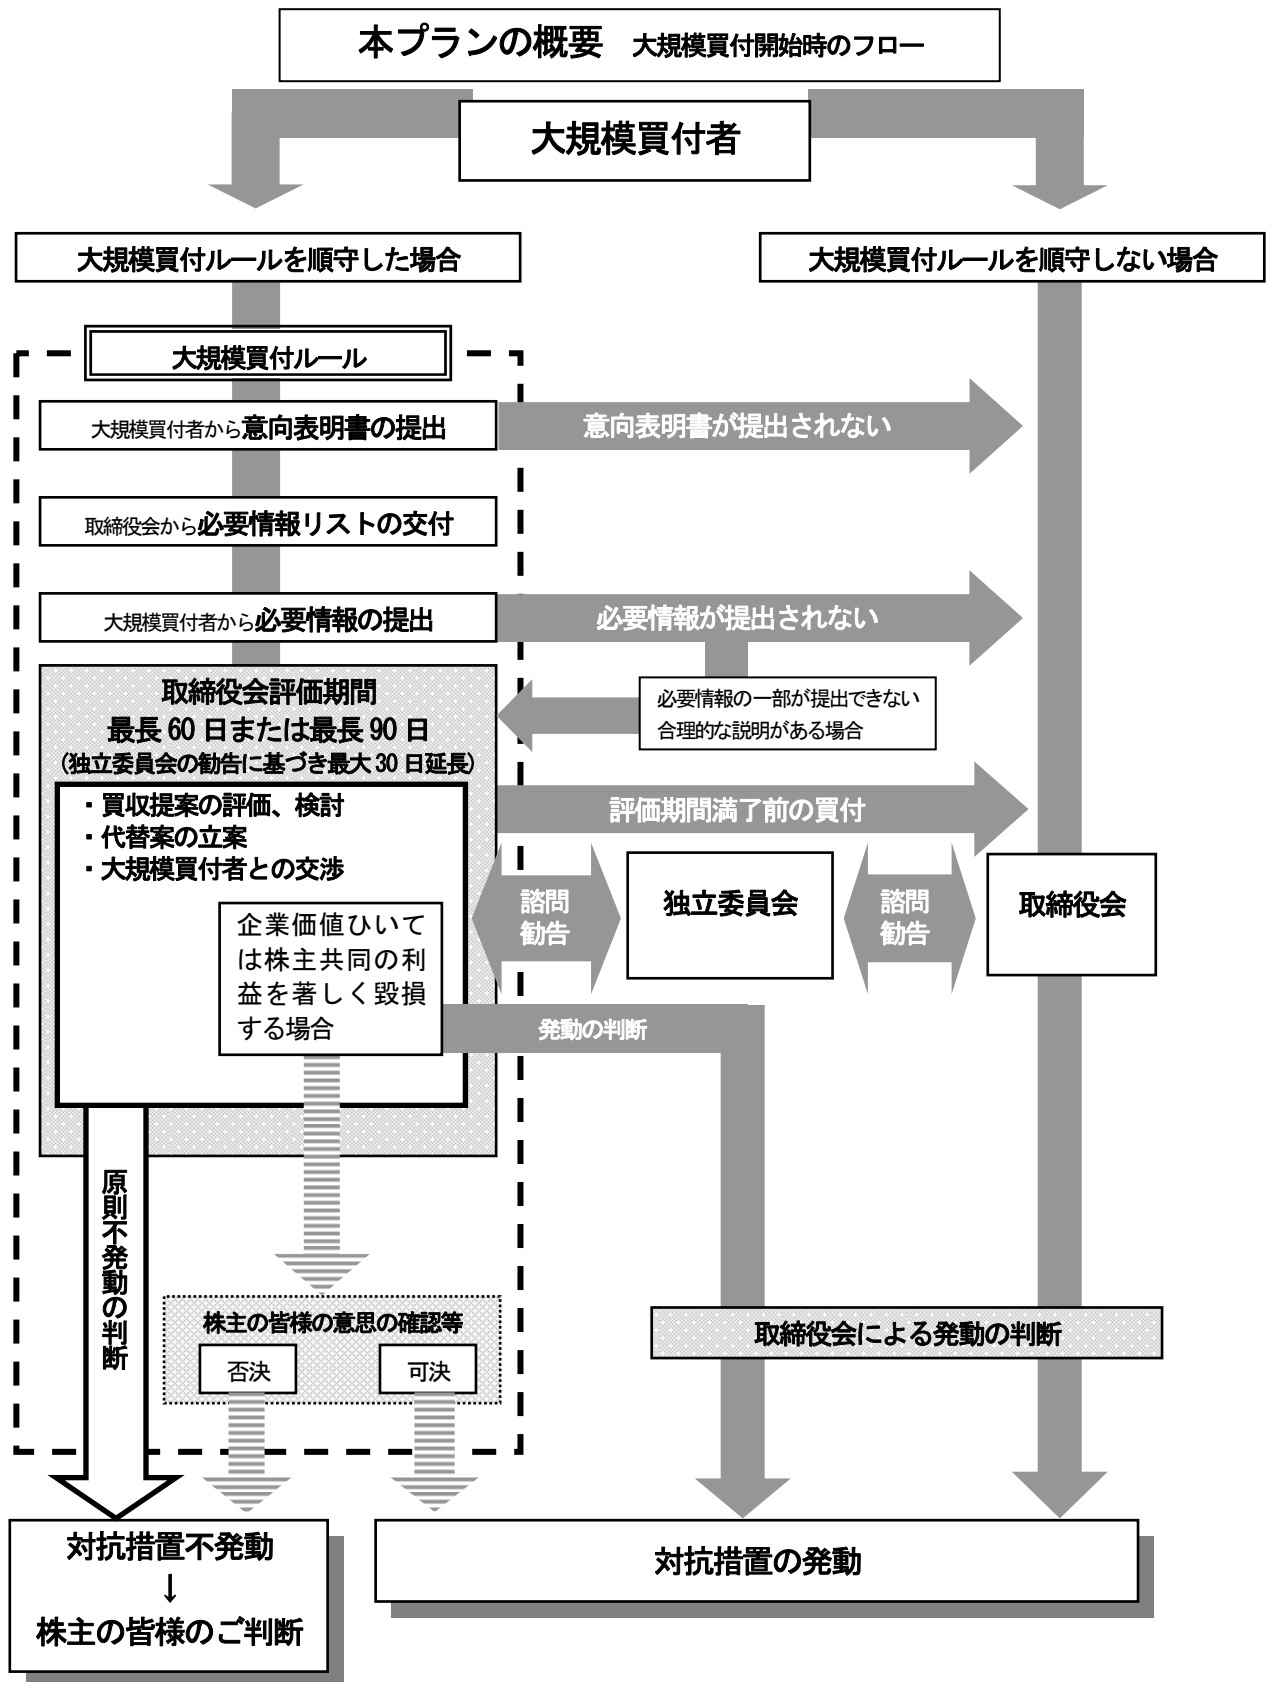 本プランの概要 大規模買付開始時のフロー
大規模買付者
大規模買付ルールを順守した場合
大規模買付ルールを順守しない場合
大規模買付ルール
大規模買付者から意向表明書の提出
意向表明書が提出されない
取締役会から必要情報リストの交付
大規模買付者から必要情報の提出
必要情報が提出されない
必要情報の一部が提出できない
合理的な説明がある場合
取締役会評価期間
最長 60 日または最長 90 日
（独立委員会の勧告に基づき最大 30 日延長）
・買収提案の評価、検討
・代替案の立案
・大規模買付者との交渉
評価期間満了前の買付
諮問
勧告
独立委員会
諮問
勧告
取締役会
企業価値ひいて
は株主共同の利
益を著しく毀損
する場合
発動の判断
原則不発動の判断
株主の皆様の意思の確認等
否決
可決
取締役会による発動の判断
対抗措置不発動
↓
株主の皆様のご判断
対抗措置の発動